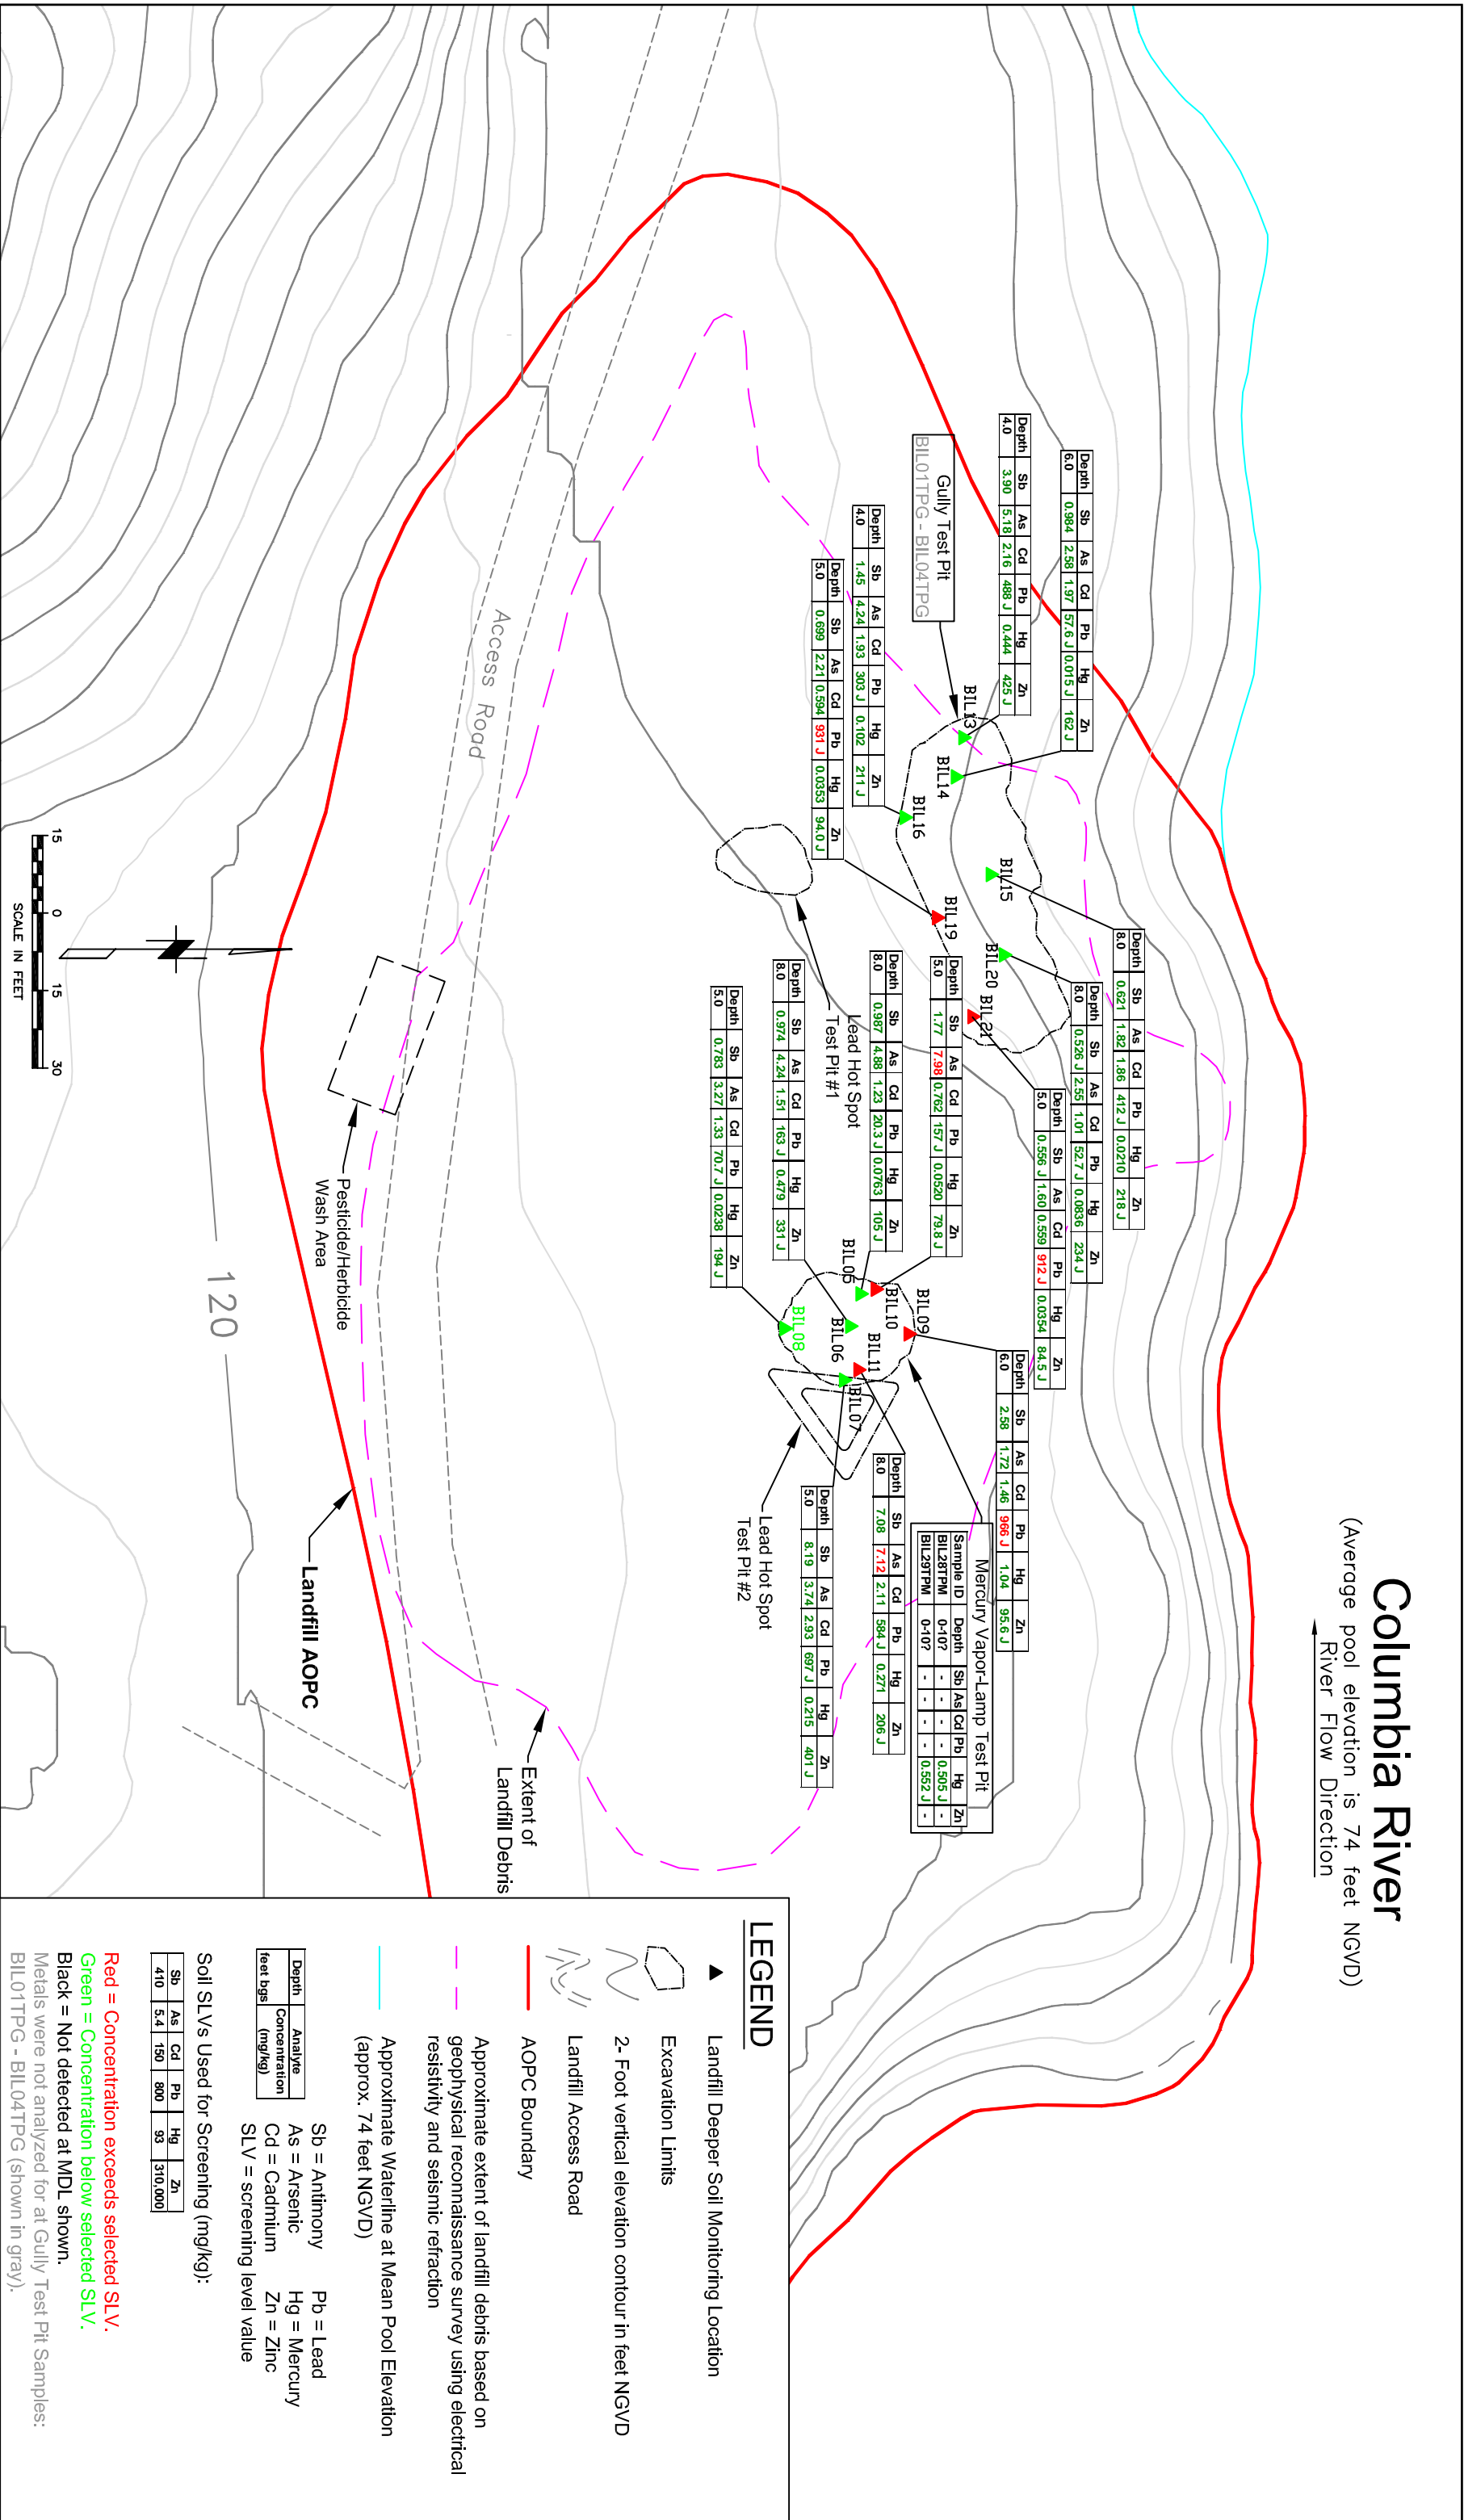 Columbia River
(Average pool elevation is 74 feet NGVD)
River Flow Direction
Depth Sb As Cd Pb Hg Zn
6.0 0.984 2.58 1.97 57.6 J 0.015 J 162 J
Depth Sb As Cd Pb Hg Zn
4.0 3.90 5.18 2.16 488 J 0.444 425 J
Gully Test Pit
BIL01TPG - BIL04TPG
Depth Sb As Cd Pb Hg Zn
4.0 1.45 4.24 1.93 303 J 0.102 211 J
Depth Sb As Cd Pb Hg Zn
5.0 0.699 2.21 0.594 931 J 0.0353 94.0 J
BIL13
BIL14
BIL16
BIL15
BIL19
BIL20
BIL21
Depth Sb As Cd Pb Hg Zn
8.0 0.621 1.82 1.86 412 J 0.0210 218 J
Depth Sb As Cd Pb Hg Zn
8.0 0.526 J 2.55 1.01 52.7 J 0.0836 234 J
Depth Sb As Cd Pb Hg Zn
5.0 0.556 J 1.60 0.559 912 J 0.0354 84.5 J
Depth Sb As Cd Pb Hg Zn
5.0 1.77 7.98 0.762 157 J 0.0520 79.8 J
Depth Sb As Cd Pb Hg Zn
8.0 0.987 4.88 1.23 20.3 J 0.0763 105 J
Lead Hot Spot
Test Pit #1
Depth Sb As Cd Pb Hg Zn
8.0 0.974 4.24 1.51 163 J 0.479 331 J
Depth Sb As Cd Pb Hg Zn
5.0 0.783 3.27 1.33 70.7 J 0.0238 194 J
BIL09
BIL10
BIL05
BIL11
BIL06
BIL07
BIL08
Depth Sb As Cd Pb Hg Zn
6.0 2.58 1.72 1.46 966 J 1.04 95.6 J
Mercury Vapor-Lamp Test Pit
Sample ID Depth Sb As Cd Pb Hg Zn
BIL28TPM 0-10? - - - - 0.505 J -
BIL29TPM 0-10? - - - - 0.552 J -
Depth Sb As Cd Pb Hg Zn
8.0 7.08 7.12 2.11 584 J 0.271 206 J
Depth Sb As Cd Pb Hg Zn
5.0 8.19 3.74 2.93 697 J 0.215 401 J
Lead Hot Spot
Test Pit #2
Access Road
Pesticide/Herbicide
Wash Area
120
Extent of
Landfill Debris
Landfill AOPC
15 0 15 30
SCALE IN FEET
LEGEND
Landfill Deeper Soil Monitoring Location
Excavation Limits
2- Foot vertical elevation contour in feet NGVD
Landfill Access Road
AOPC Boundary
Approximate extent of landfill debris based on
geophysical reconnaissance survey using electrical
resistivity and seismic refraction
Approximate Waterline at Mean Pool Elevation
(approx. 74 feet NGVD)
Depth Analyte
feet bgs Concentration
(mg/kg)
Sb = Antimony Pb = Lead
As = Arsenic Hg = Mercury
Cd = Cadmium Zn = Zinc
SLV = screening level value
Soil SLVs Used for Screening (mg/kg):
Sb As Cd Pb Hg Zn
410 5.4 150 800 93 310,000
Red = Concentration exceeds selected SLV.
Green = Concentration below selected SLV.
Black = Not detected at MDL shown.
Metals were not analyzed for at Gully Test Pit Samples:
BIL01TPG - BIL04TPG (shown in gray).